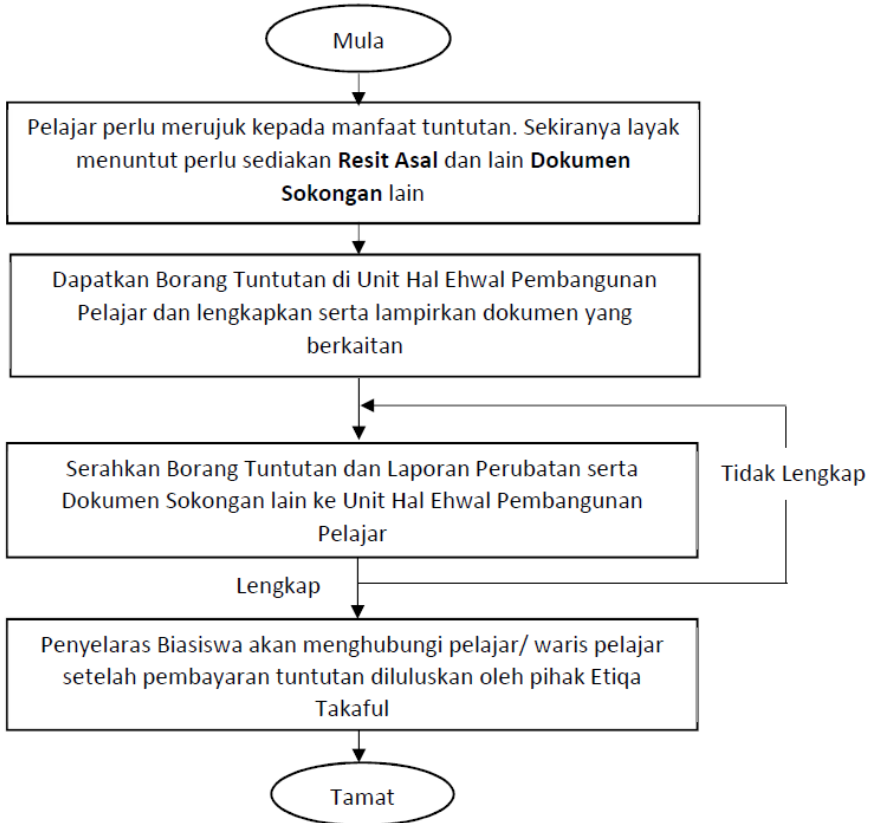 Mula
Pelajar perlu merujuk kepada manfaat tuntutan. Sekiranya layak
menuntut perlu sediakan Resit Asal dan lain Dokumen
Sokongan lain
Dapatkan Borang Tuntutan di Unit Hal Ehwal Pembangunan
Pelajar dan lengkapkan serta lampirkan dokumen yang
berkaitan
Serahkan Borang Tuntutan dan Laporan Perubatan serta
Dokumen Sokongan lain ke Unit Hal Ehwal Pembangunan
Pelajar
Tidak Lengkap
Lengkap
Penyelaras Biasiswa akan menghubungi pelajar/ waris pelajar
setelah pembayaran tuntutan diluluskan oleh pihak Etiqa
Takaful
Tamat